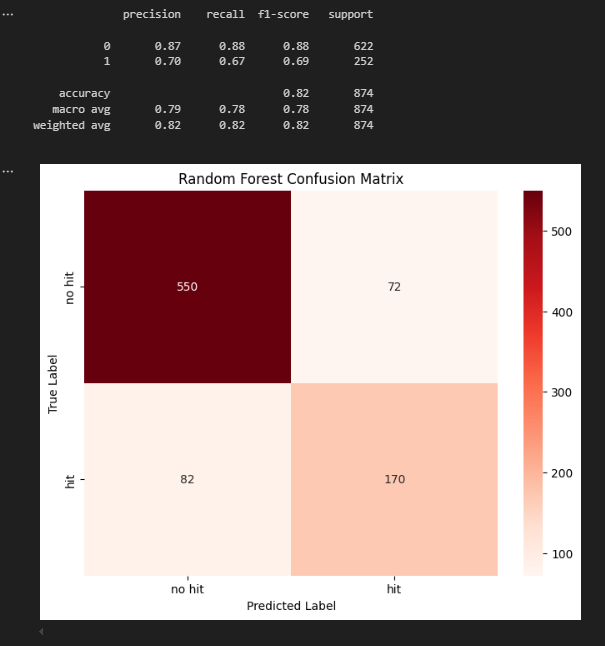 precision recall f1-score support
0 0.87 0.88 0.88 622
1 0.70 0.67 0.69 252
accuracy 0.82 874
macro avg 0.79 0.78 0.78 874
weighted avg 0.82 0.82 0.82 874
Random Forest Confusion Matrix
500
no hit 550 72
400
True Label
300
hit 82 170
200
100
no hit hit
Predicted Label